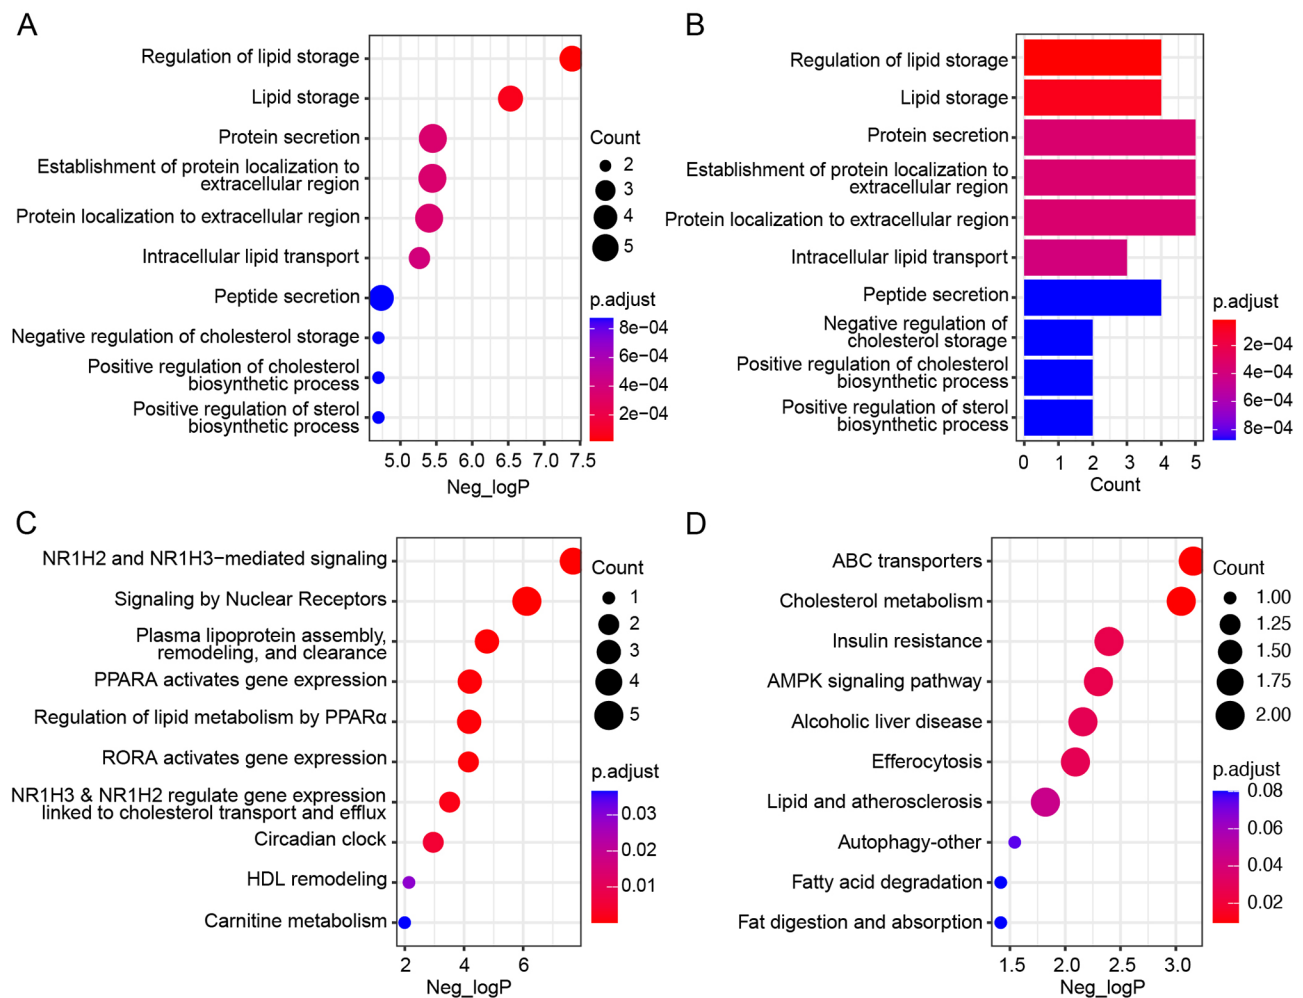 A
Regulation of lipid storage
Lipid storage
Protein secretion
Establishment of protein localization to
extracellular region
Protein localization to extracellular region
Intracellular lipid transport
Peptide secretion
Negative regulation of cholesterol storage
Positive regulation of cholesterol
biosynthetic process
Positive regulation of sterol
biosynthetic process
5.0 5.5 6.0 6.5 7.0 7.5
Neg_logP
Count
2
3
4
5
p.adjust
8e−04
6e−04
4e−04
2e−04
B
Regulation of lipid storage
Lipid storage
Protein secretion
Establishment of protein localization to
extracellular region
Protein localization to extracellular region
Intracellular lipid transport
Peptide secretion
Negative regulation of
cholesterol storage
Positive regulation of cholesterol
biosynthetic process
Positive regulation of sterol
biosynthetic process
0 1 2 3 4 5
Count
p.adjust
2e−04
4e−04
6e−04
8e−04
C
NR1H2 and NR1H3−mediated signaling
Signaling by Nuclear Receptors
Plasma lipoprotein assembly,
remodeling, and clearance
PPARA activates gene expression
Regulation of lipid metabolism by PPARα
RORA activates gene expression
NR1H3 & NR1H2 regulate gene expression
linked to cholesterol transport and efflux
Circadian clock
HDL remodeling
Carnitine metabolism
2 4 6
Neg_logP
Count
1
2
3
4
5
p.adjust
0.03
0.02
0.01
D
ABC transporters
Cholesterol metabolism
Insulin resistance
AMPK signaling pathway
Alcoholic liver disease
Efferocytosis
Lipid and atherosclerosis
Autophagy-other
Fatty acid degradation
Fat digestion and absorption
1.5 2.0 2.5 3.0
Neg_logP
Count
1.00
1.25
1.50
1.75
2.00
p.adjust
0.08
0.06
0.04
0.02